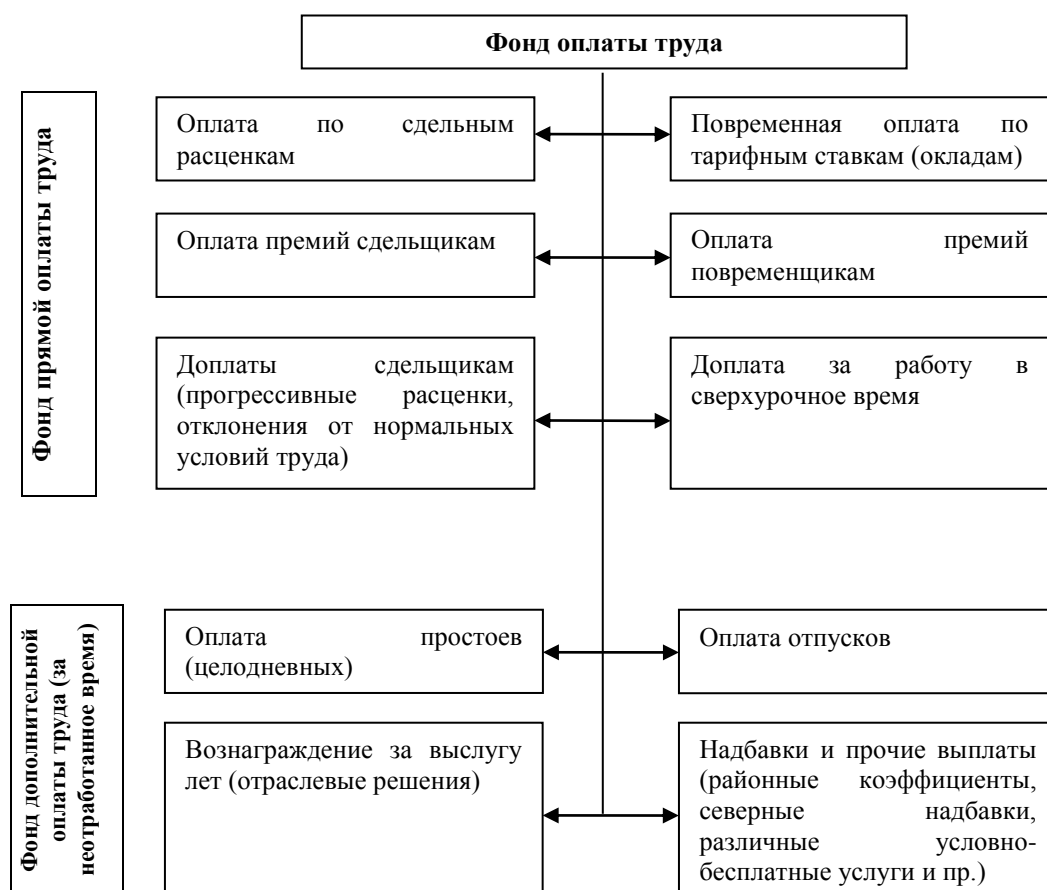 Фонд оплаты труда
Фонд прямой оплаты труда
Оплата по сдельным
расценкам
Повременная оплата по
тарифным ставкам (окладам)
Оплата премий сдельщикам
Оплата премий
повременщикам
Доплаты сдельщикам
(прогрессивные расценки,
отклонения от нормальных
условий труда)
Доплата за работу в
сверхурочное время
Фонд дополнительной
оплаты труда (за
неотработанное время)
Оплата простоев
(целодневных)
Оплата отпусков
Вознаграждение за выслугу
лет (отраслевые решения)
Надбавки и прочие выплаты
(районные коэффициенты,
северные надбавки,
различные условно-
бесплатные услуги и пр.)